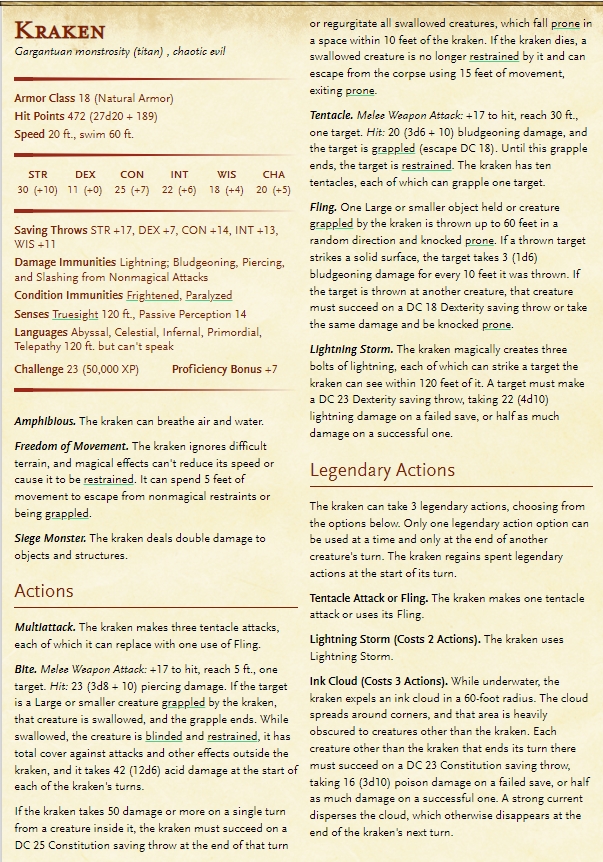 Kraken
Gargantuan monstrosity (titan) , chaotic evil
Armor Class 18 (Natural Armor)
Hit Points 472 (27d20 + 189)
Speed 20 ft., swim 60 ft.
STR DEX CON INT WIS CHA
30 (+10) 11 (+0) 25 (+7) 22 (+6) 18 (+4) 20 (+5)
Saving Throws STR +17, DEX +7, CON +14, INT +13,
WIS +11
Damage Immunities Lightning; Bludgeoning, Piercing,
and Slashing from Nonmagical Attacks
Condition Immunities Frightened, Paralyzed
Senses Truesight 120 ft., Passive Perception 14
Languages Abyssal, Celestial, Infernal, Primordial,
Telepathy 120 ft. but can't speak
Challenge 23 (50,000 XP) Proficiency Bonus +7
Amphibious. The kraken can breathe air and water.
Freedom of Movement. The kraken ignores difficult
terrain, and magical effects can't reduce its speed or
cause it to be restrained. It can spend 5 feet of
movement to escape from nonmagical restraints or
being grappled.
Siege Monster. The kraken deals double damage to
objects and structures.
Actions
Multiattack. The kraken makes three tentacle attacks,
each of which it can replace with one use of Fling.
Bite. Melee Weapon Attack: +17 to hit, reach 5 ft., one
target. Hit: 23 (3d8 + 10) piercing damage. If the target
is a Large or smaller creature grappled by the kraken,
that creature is swallowed, and the grapple ends. While
swallowed, the creature is blinded and restrained, it has
total cover against attacks and other effects outside the
kraken, and it takes 42 (12d6) acid damage at the start of
each of the kraken's turns.
If the kraken takes 50 damage or more on a single turn
from a creature inside it, the kraken must succeed on a
DC 25 Constitution saving throw at the end of that turn
or regurgitate all swallowed creatures, which fall prone in
a space within 10 feet of the kraken. If the kraken dies, a
swallowed creature is no longer restrained by it and can
escape from the corpse using 15 feet of movement,
exiting prone.
Tentacle. Melee Weapon Attack: +17 to hit, reach 30 ft.,
one target. Hit: 20 (3d6 + 10) bludgeoning damage, and
the target is grappled (escape DC 18). Until this grapple
ends, the target is restrained. The kraken has ten
tentacles, each of which can grapple one target.
Fling. One Large or smaller object held or creature
grappled by the kraken is thrown up to 60 feet in a
random direction and knocked prone. If a thrown target
strikes a solid surface, the target takes 3 (1d6)
bludgeoning damage for every 10 feet it was thrown. If
the target is thrown at another creature, that creature
must succeed on a DC 18 Dexterity saving throw or take
the same damage and be knocked prone.
Lightning Storm. The kraken magically creates three
bolts of lightning, each of which can strike a target the
kraken can see within 120 feet of it. A target must make
a DC 23 Dexterity saving throw, taking 22 (4d10)
lightning damage on a failed save, or half as much
damage on a successful one.
Legendary Actions
The kraken can take 3 legendary actions, choosing from
the options below. Only one legendary action option can
be used at a time and only at the end of another
creature's turn. The kraken regains spent legendary
actions at the start of its turn.
Tentacle Attack or Fling. The kraken makes one tentacle
attack or uses its Fling.
Lightning Storm (Costs 2 Actions). The kraken uses
Lightning Storm.
Ink Cloud (Costs 3 Actions). While underwater, the
kraken expels an ink cloud in a 60-foot radius. The cloud
spreads around corners, and that area is heavily
obscured to creatures other than the kraken. Each
creature other than the kraken that ends its turn there
must succeed on a DC 23 Constitution saving throw,
taking 16 (3d10) poison damage on a failed save, or half
as much damage on a successful one. A strong current
disperses the cloud, which otherwise disappears at the
end of the kraken's next turn.